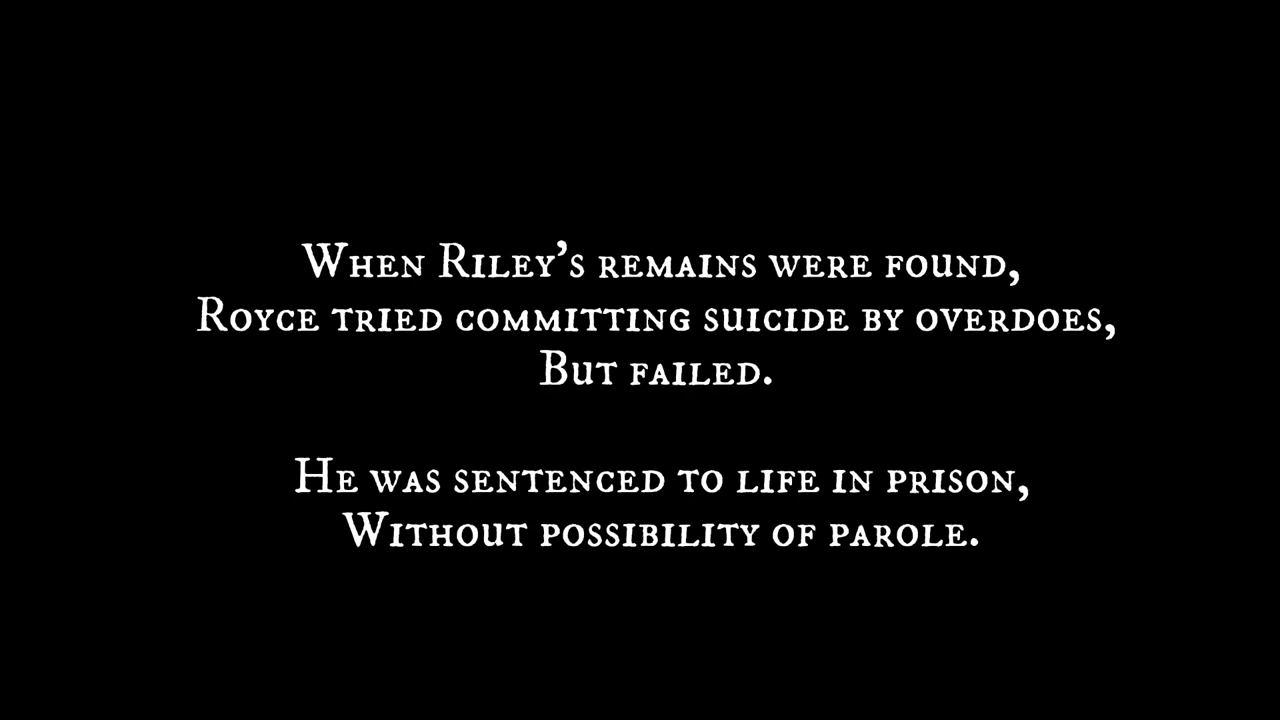 When Riley's remains were found,
Royce tried committing suicide by overdoes,
But failed.
He was sentenced to life in prison,
Without possibility of parole.